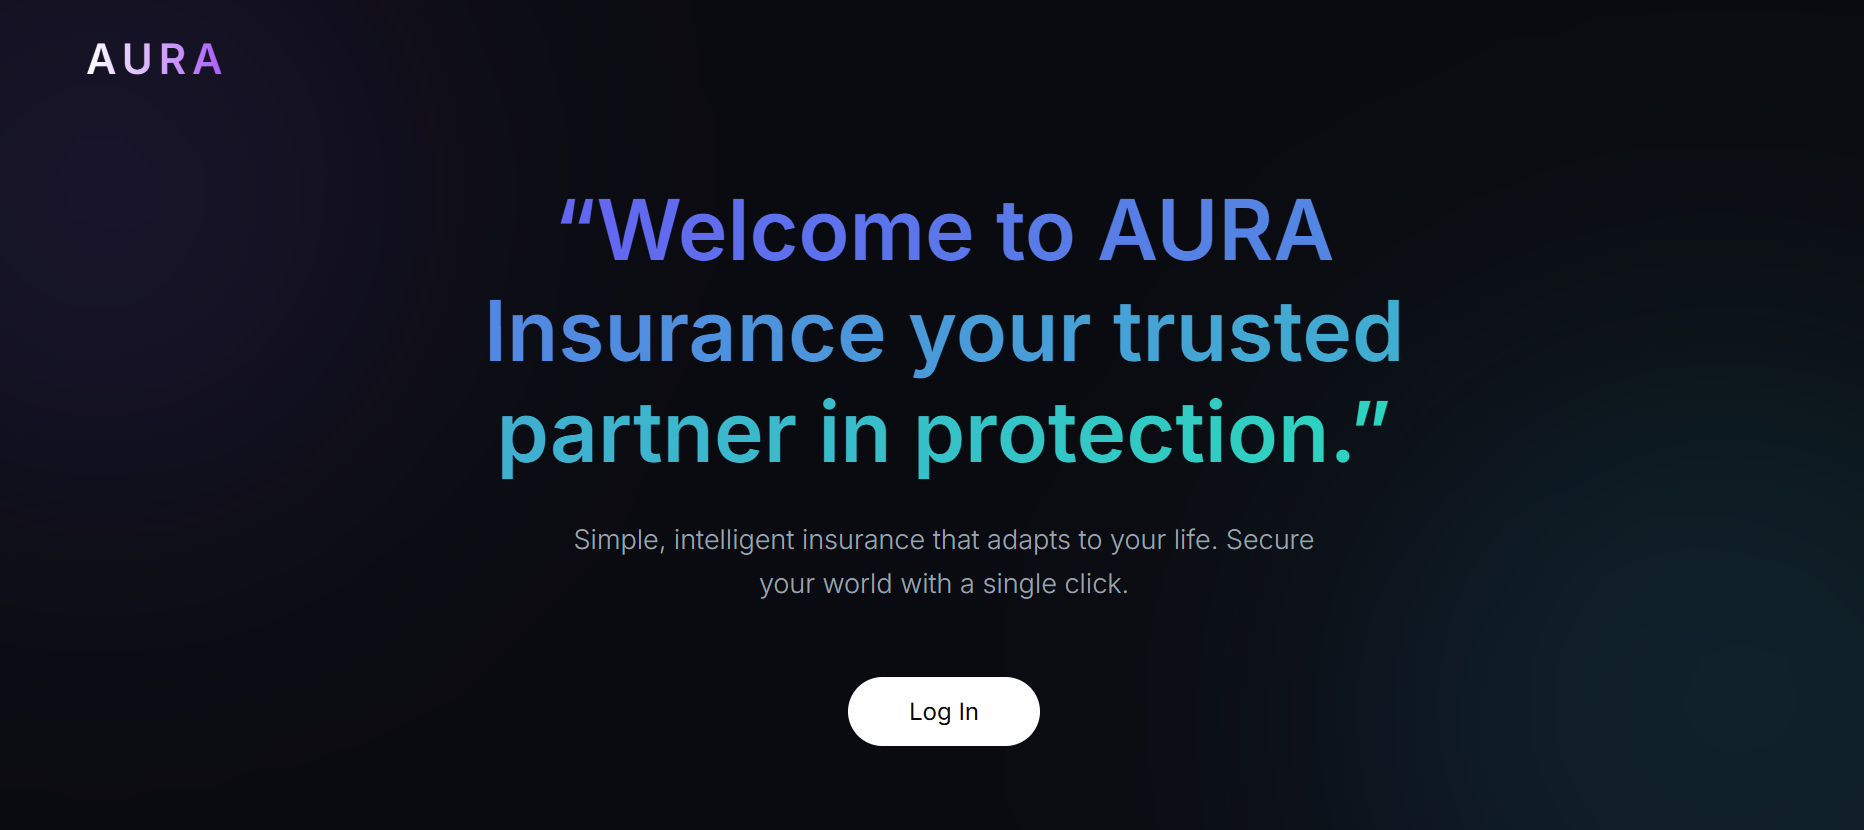 AURA
“Welcome to AURA
Insurance your trusted
partner in protection.”
Simple, intelligent insurance that adapts to your life. Secure
your world with a single click.
Log In